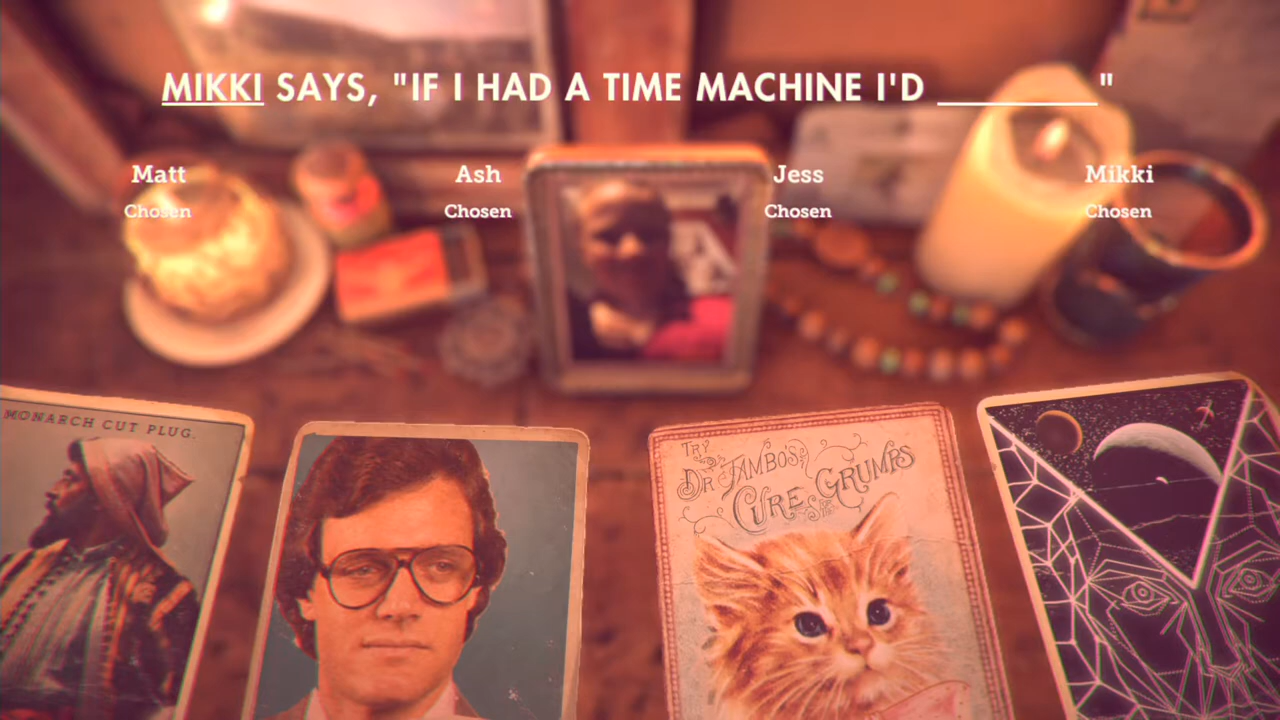 MIKKI SAYS, "IF I HAD A TIME MACHINE I'D ________"
Matt
Ash
Jess
Mikki
Chosen
Chosen
Chosen
Chosen
MONARCH CUT PLUG.
TRY
DR JAMBO'S
CURE
GRUMPS